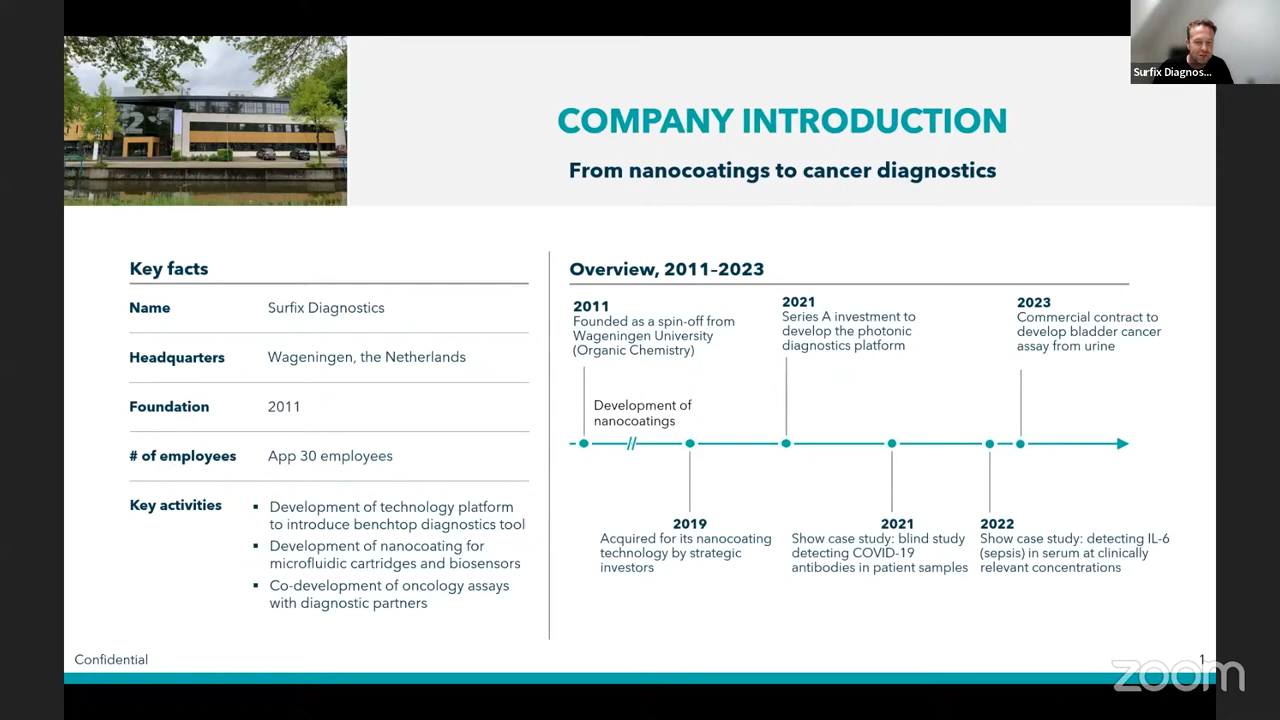 Surfix Diagnos...
2
COMPANY INTRODUCTION
From nanocoatings to cancer diagnostics
Key facts
Name Surfix Diagnostics
Headquarters Wageningen, the Netherlands
Foundation 2011
# of employees App 30 employees
Key activities
▪ Development of technology platform
to introduce benchtop diagnostics tool
▪ Development of nanocoating for
microfluidic cartridges and biosensors
▪ Co-development of oncology assays
with diagnostic partners
Overview, 2011–2023
2011
Founded as a spin-off from
Wageningen University
(Organic Chemistry)
2021
Series A investment to
develop the photonic
diagnostics platform
2023
Commercial contract to
develop bladder cancer
assay from urine
Development of
nanocoatings
//
2019
Acquired for its nanocoating
technology by strategic
investors
2021
Show case study: blind study
detecting COVID-19
antibodies in patient samples
2022
Show case study: detecting IL-6
(sepsis) in serum at clinically
relevant concentrations
Confidential
1
zoom